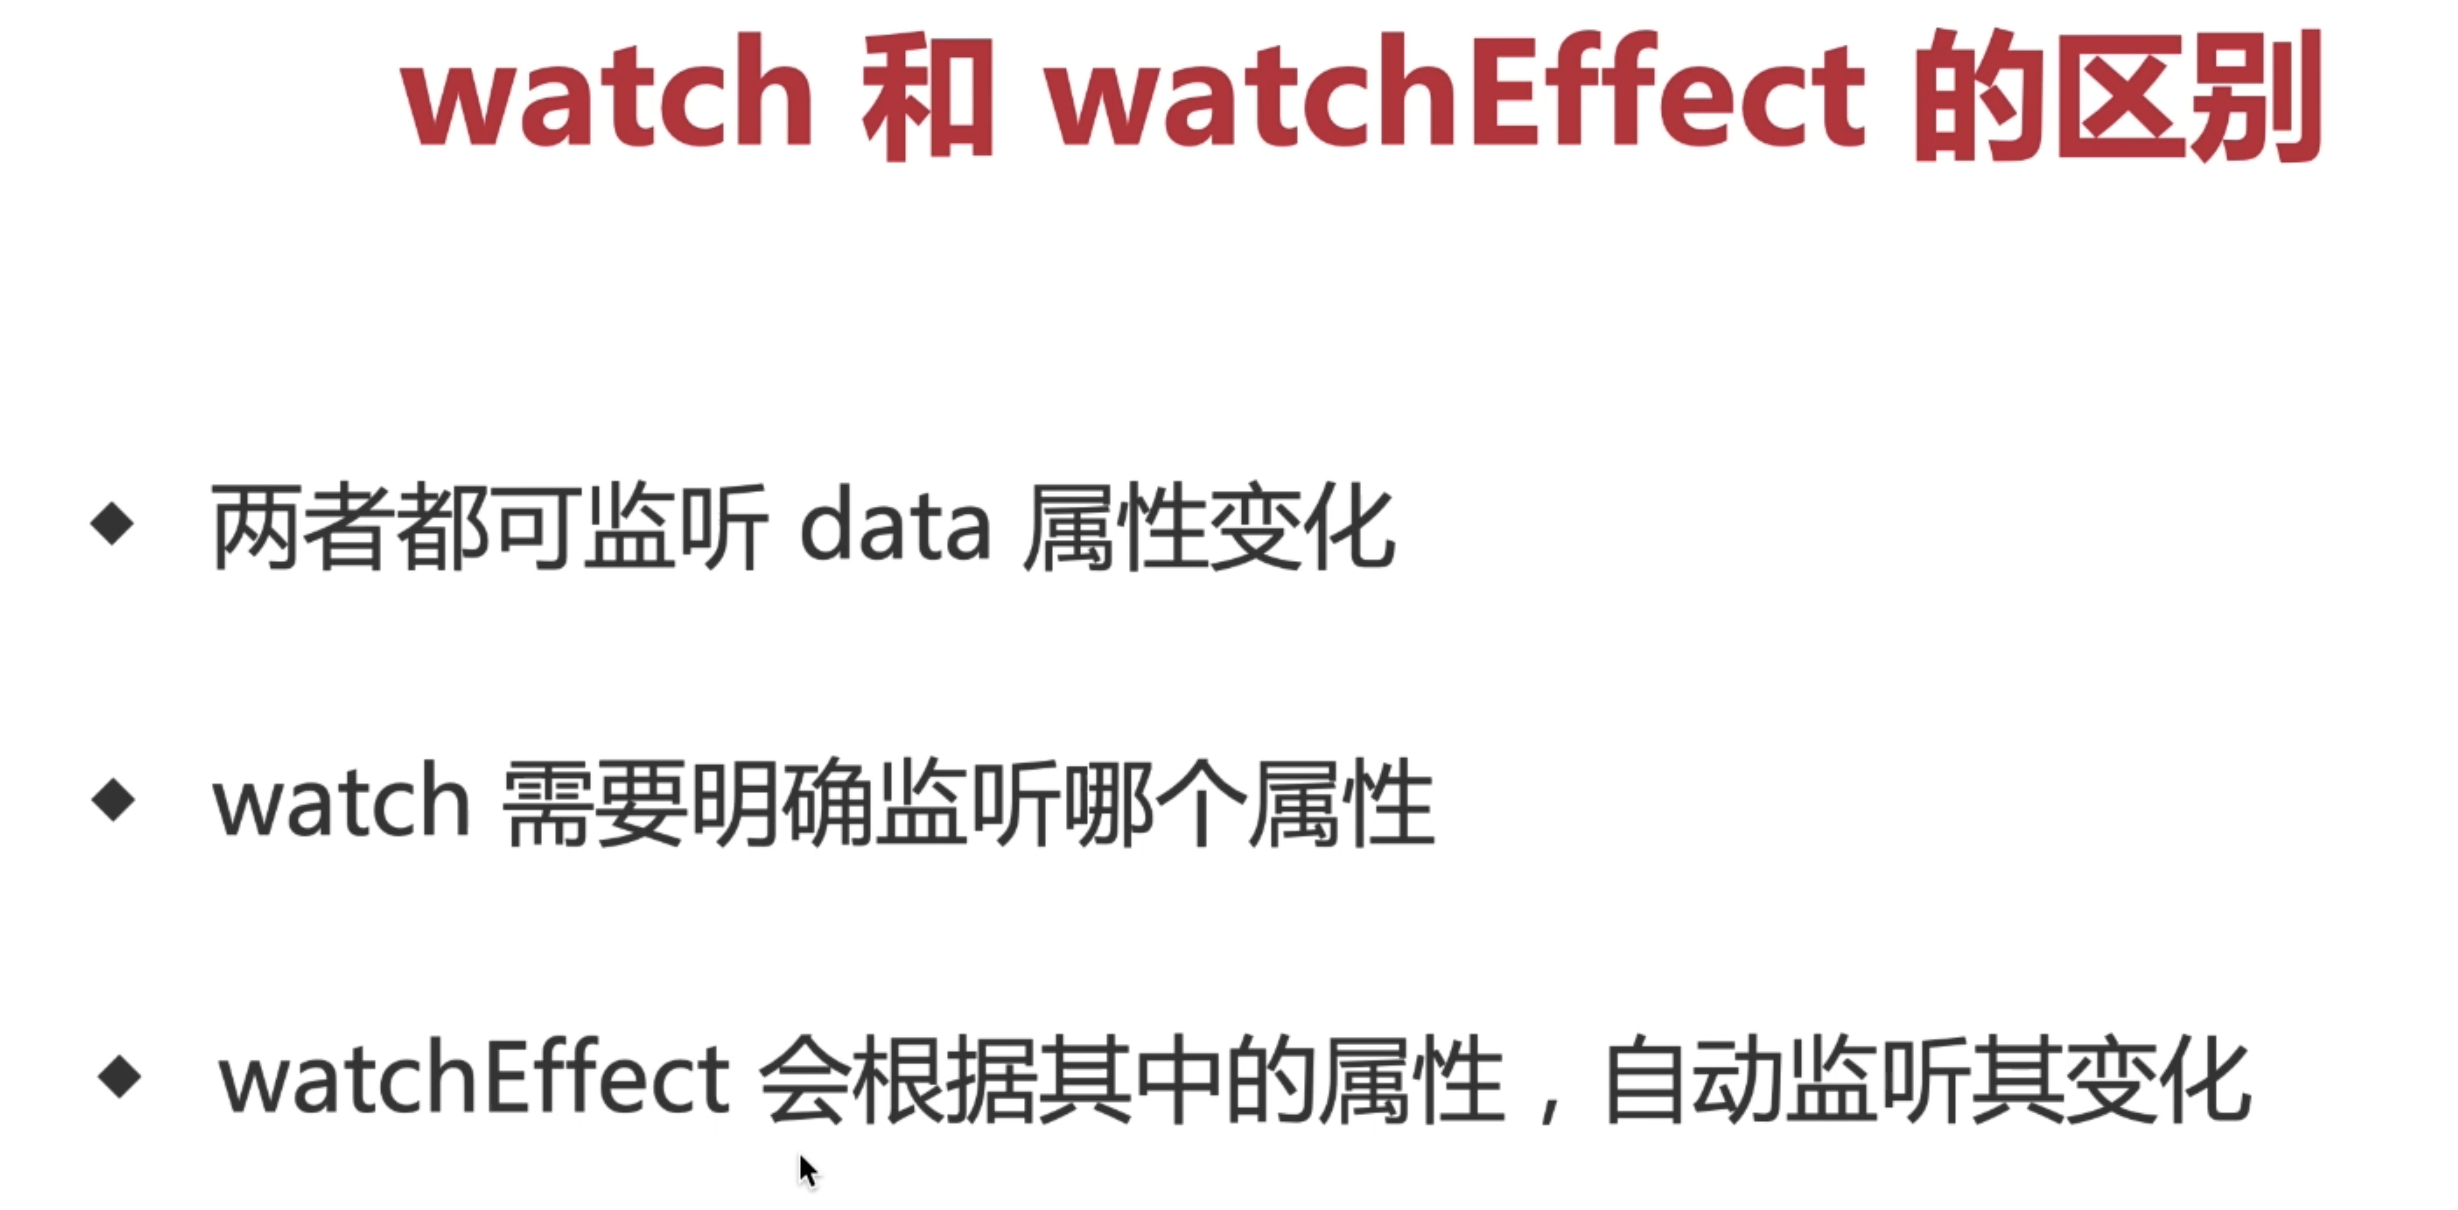 watch 和 watchEffect 的区别
两者都可监听 data 属性变化
watch 需要明确监听哪个属性
watchEffect 会根据其中的属性，自动监听其变化